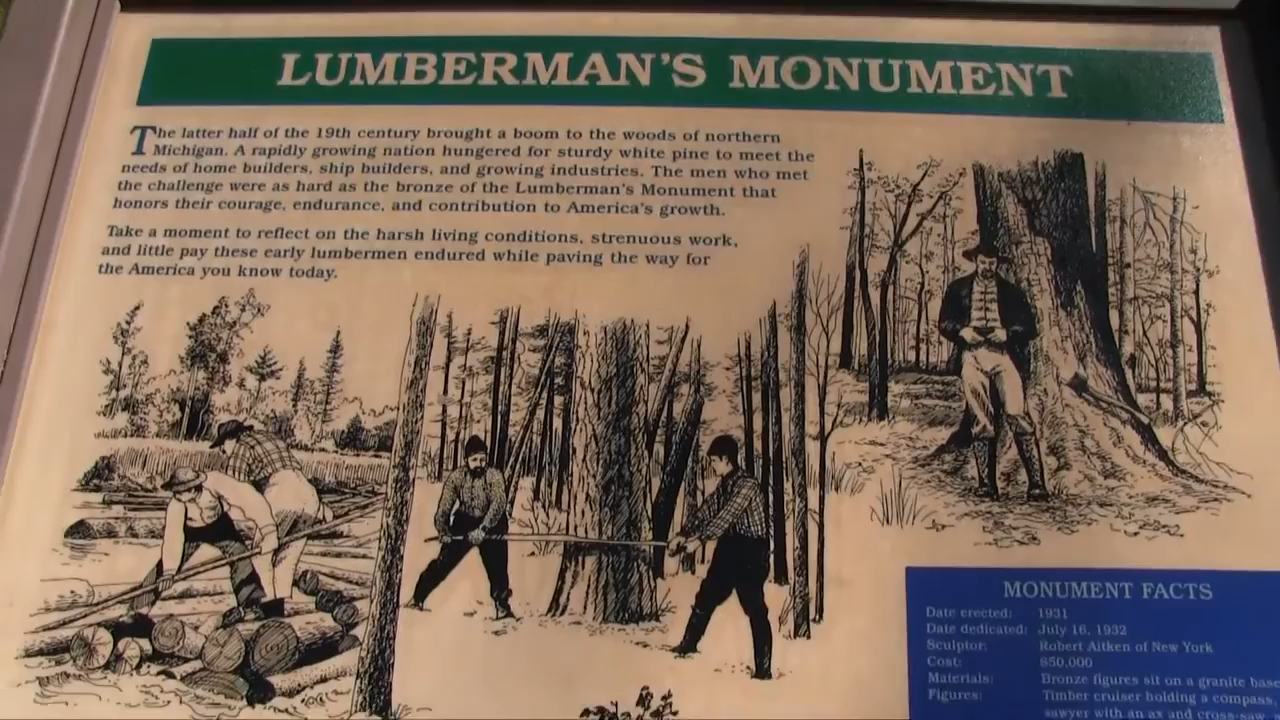 LUMBERMAN'S MONUMENT
The latter half of the 19th century brought a boom to the woods of northern
Michigan. A rapidly growing nation hungered for sturdy white pine to meet the
needs of home builders, ship builders, and growing industries. The men who met
the challenge were as hard as the bronze of the Lumberman's Monument that
honors their courage, endurance, and contribution to America's growth.
Take a moment to reflect on the harsh living conditions, strenuous work,
and little pay these early lumbermen endured while paving the way for
the America you know today.
MONUMENT FACTS
Date erected: 1931
Date dedicated: July 16, 1932
Sculptor: Robert Aitken of New York
Cost: $50,000
Materials: Bronze figures sit on a granite base
Figures: Timber cruiser holding a compass,
sawyer with an ax and cross-saw